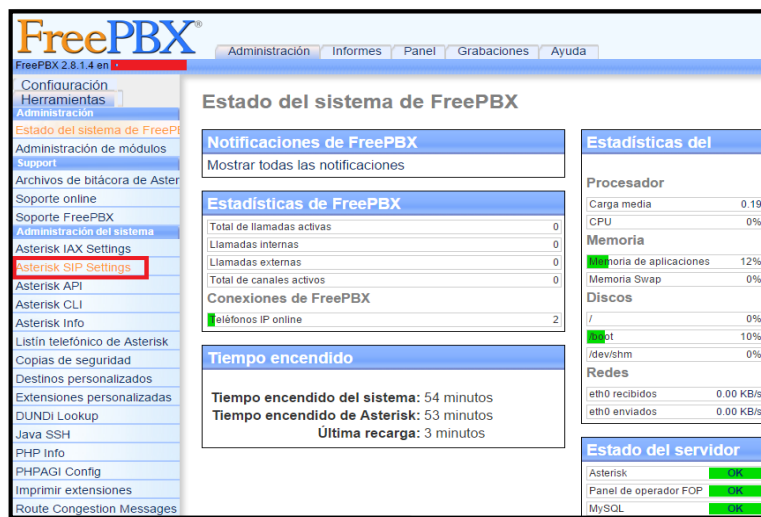 FreePBX®
Administración Informes Panel Grabaciones Ayuda
FreePBX 2.8.1.4 en
Configuración
Herramientas
Administración
Estado del sistema de FreeP
Administración de módulos
Support
Archivos de bitácora de Aster
Soporte online
Soporte FreePBX
Administración del sistema
Asterisk IAX Settings
Asterisk SIP Settings
Asterisk API
Asterisk CLI
Asterisk Info
Listín telefónico de Asterisk
Copias de seguridad
Destinos personalizados
Extensiones personalizadas
DUNDi Lookup
Java SSH
PHP Info
PHPAGI Config
Imprimir extensiones
Route Congestion Messages
Estado del sistema de FreePBX
Notificaciones de FreePBX
Mostrar todas las notificaciones
Estadísticas de FreePBX
Total de llamadas activas 0
Llamadas internas 0
Llamadas externas 0
Total de canales activos 0
Conexiones de FreePBX
Teléfonos IP online 2
Tiempo encendido
Tiempo encendido del sistema: 54 minutos
Tiempo encendido de Asterisk: 53 minutos
Última recarga: 3 minutos
Estadísticas del
Procesador
Carga media 0.19
CPU 0%
Memoria
Memoria de aplicaciones 12%
Memoria Swap 0%
Discos
/ 0%
/boot 10%
/dev/shm 0%
Redes
eth0 recibidos 0.00 KB/s
eth0 enviados 0.00 KB/s
Estado del servidor
Asterisk OK
Panel de operador FOP OK
MySQL OK